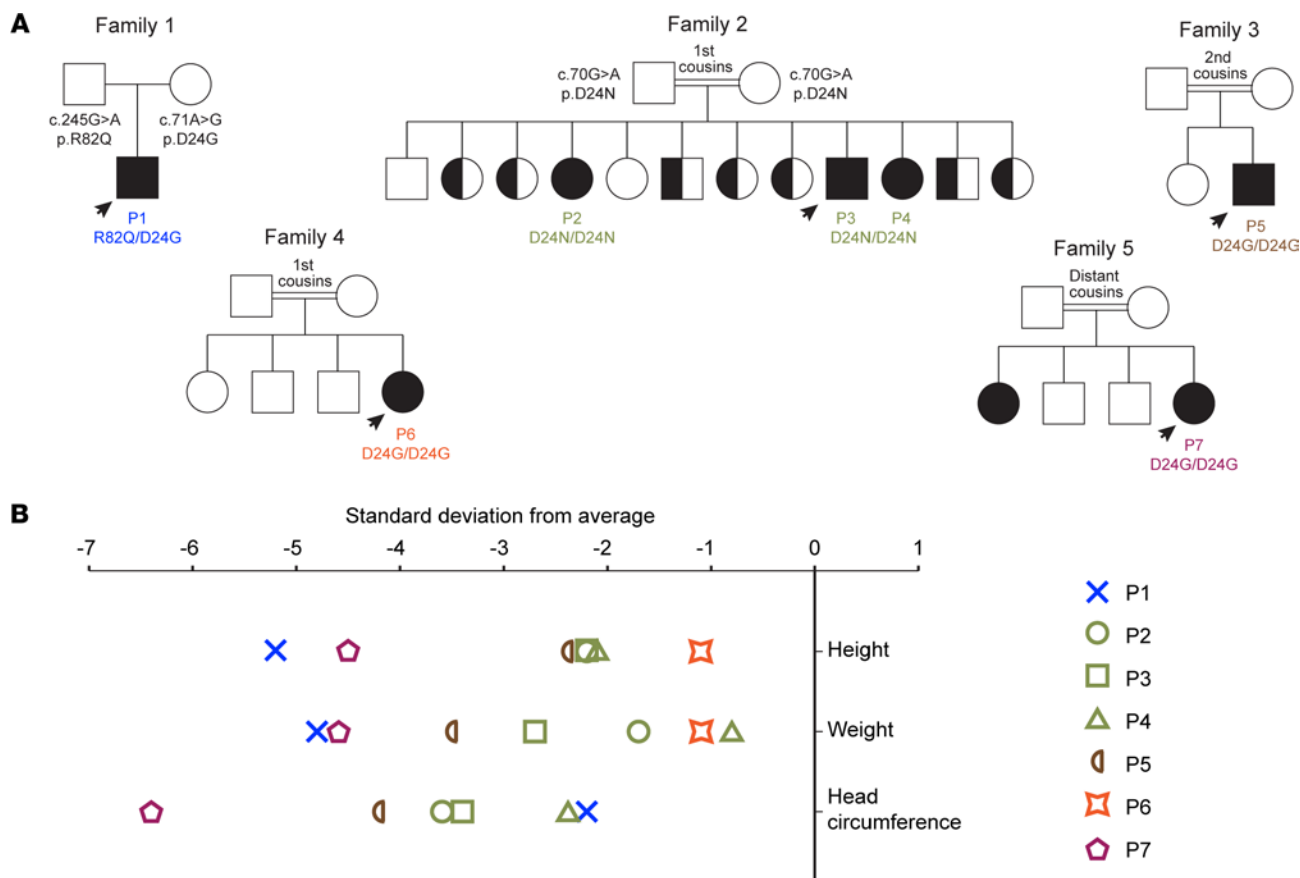 A
Family 1
c.245G>A
p.R82Q
c.71A>G
p.D24G
P1
R82Q/D24G
Family 2
1st
cousins
c.70G>A
p.D24N
c.70G>A
p.D24N
P2
D24N/D24N
P3
P4
D24N/D24N
Family 3
2nd
cousins
P5
D24G/D24G
Family 4
1st
cousins
P6
D24G/D24G
Family 5
Distant
cousins
P7
D24G/D24G
B
Standard deviation from average
-7 -6 -5 -4 -3 -2 -1 0 1
Height
Weight
Head
circumference
P1
P2
P3
P4
P5
P6
P7